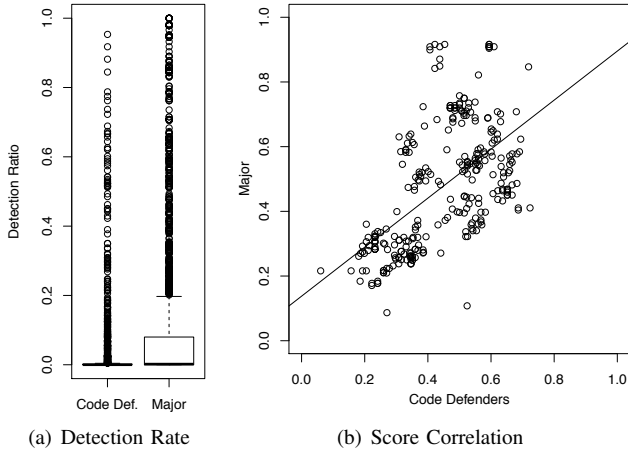 Detection Ratio
1.0
0.8
0.6
0.4
0.2
0.0
Code Def. Major
(a) Detection Rate
Major
1.0
0.8
0.6
0.4
0.2
0.0
0.0 0.2 0.4 0.6 0.8 1.0
Code Defenders
(b) Score Correlation